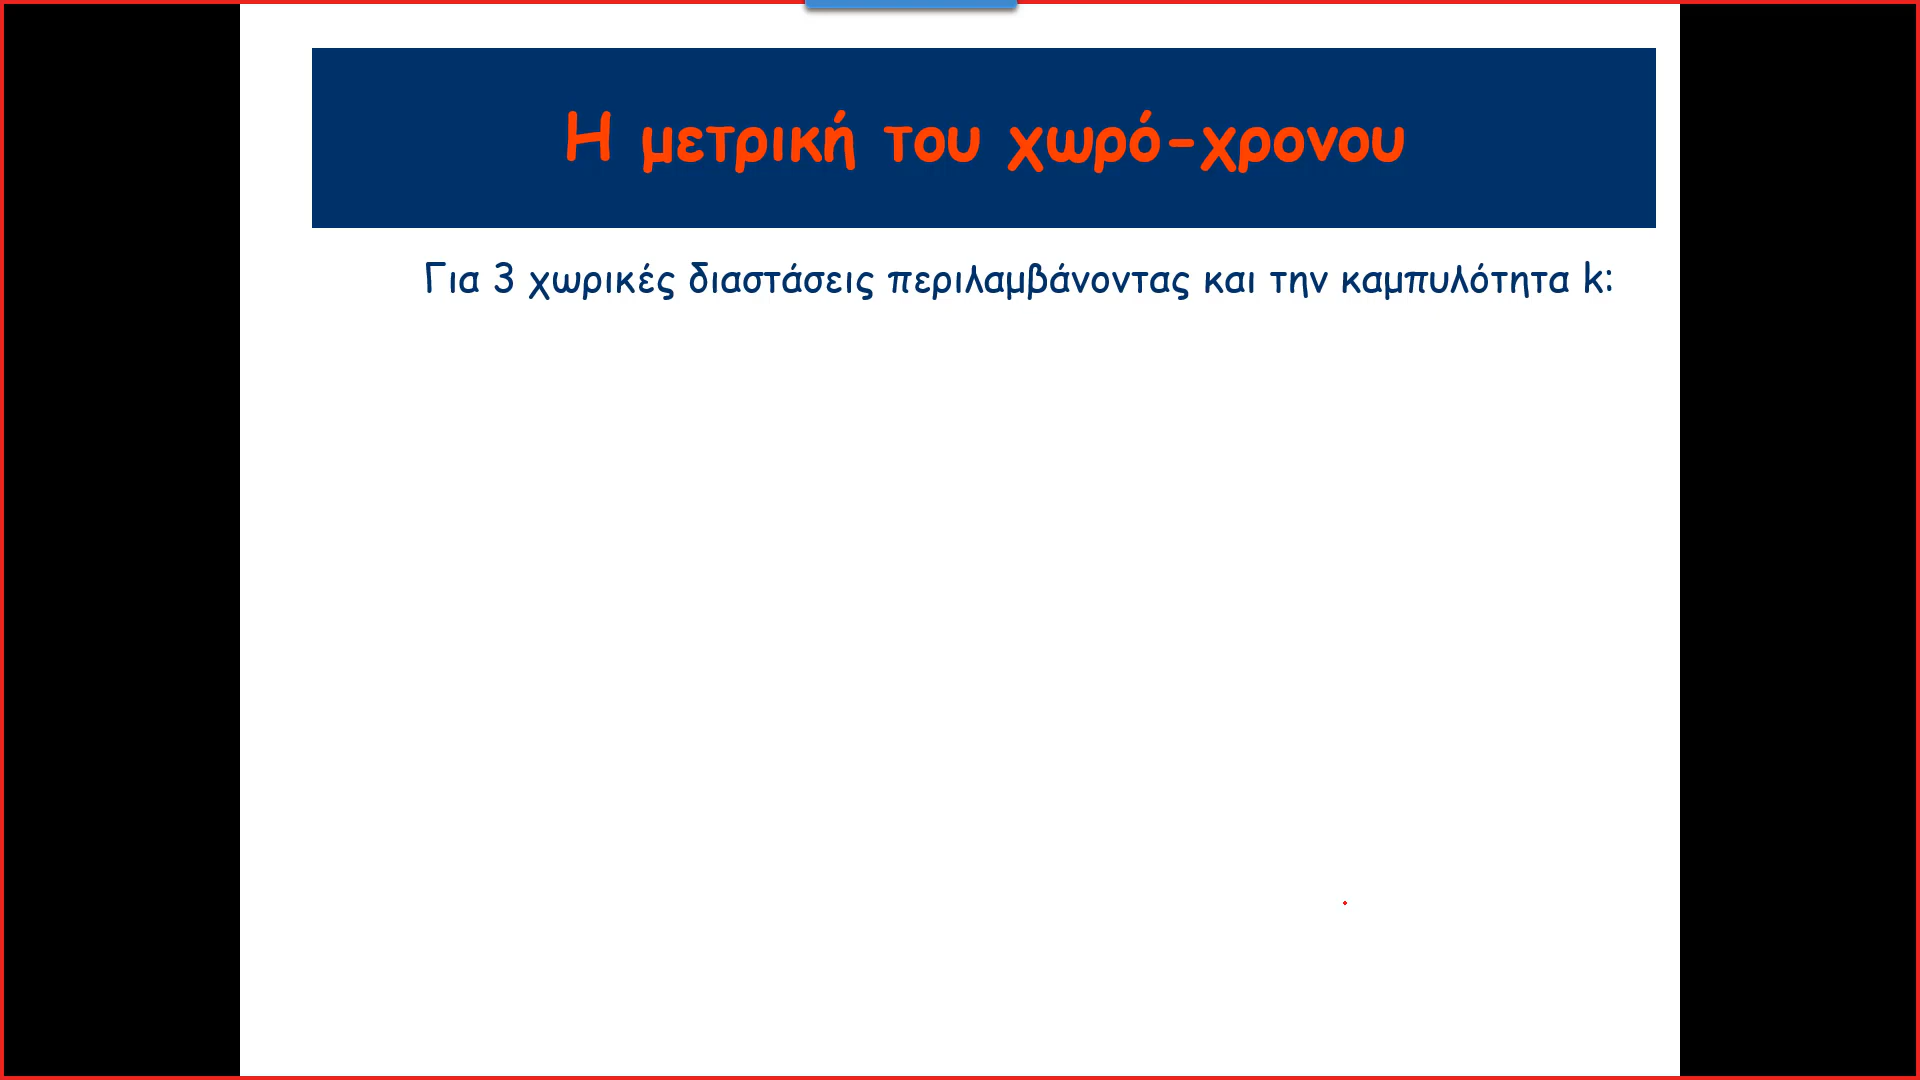 Η μετρική του χωρό-χρονου
Για 3 χωρικές διαστάσεις περιλαμβάνοντας και την καμπυλότητα k: